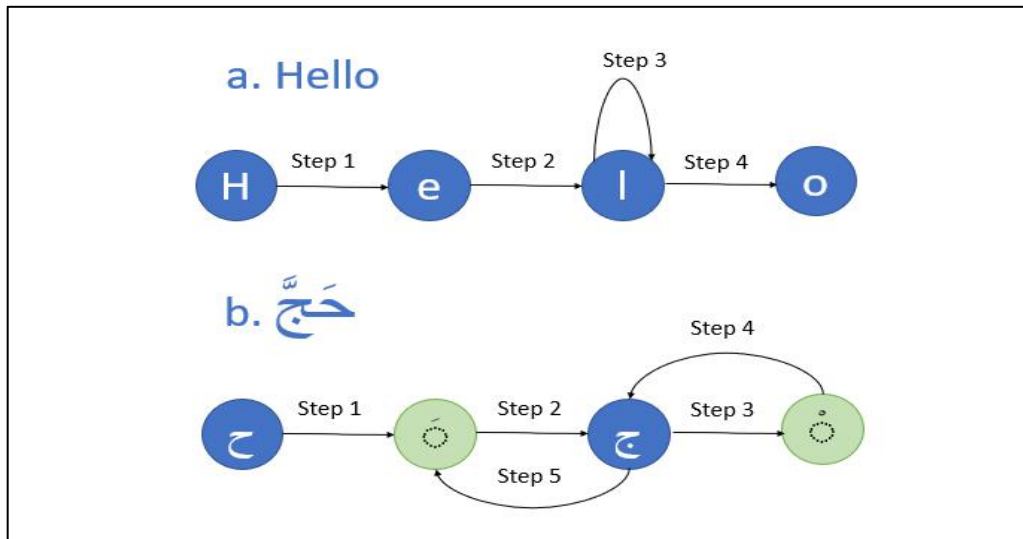 a. Hello
Step 3
Step 1 Step 2 Step 4
H e l o
b. حَجَّ
Step 4
Step 1 Step 2 Step 3
ح ◌َ ج ◌ْ
Step 5